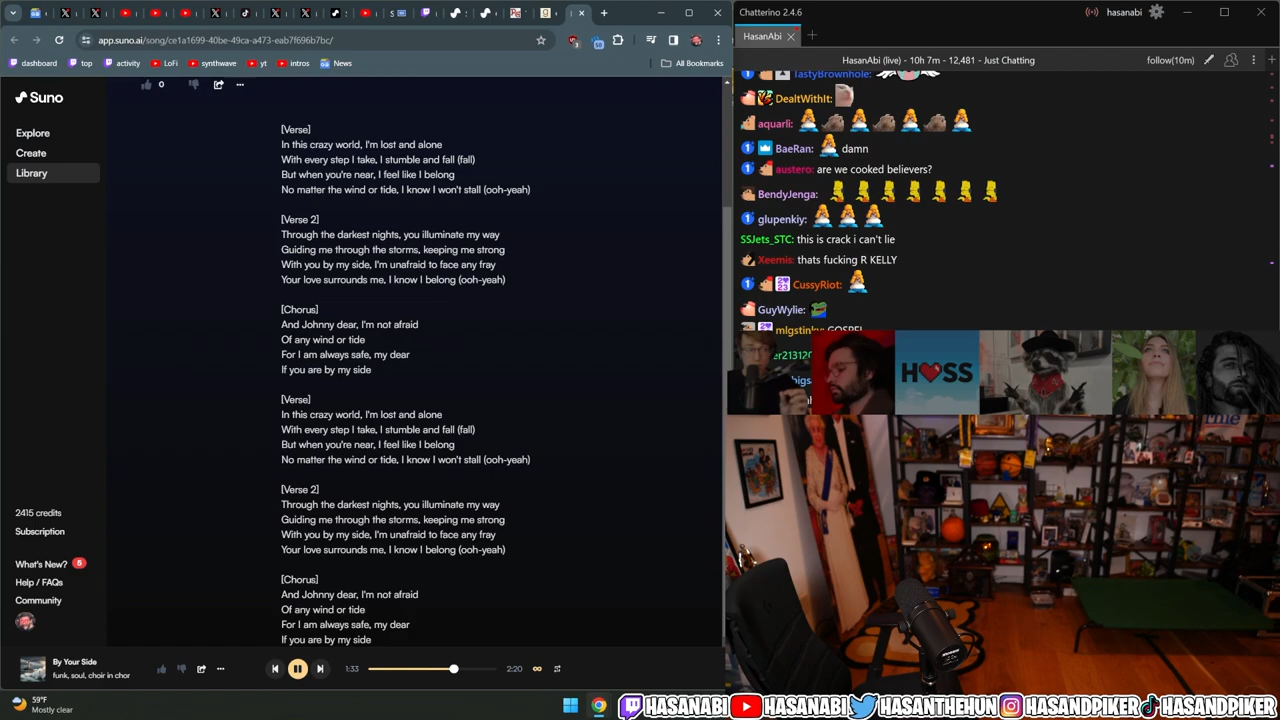 app.suno.ai/song/ce1a1699-40be-49ca-a473-eab7f696b7bc/
dashboard
top
activity
LoFi
synthwave
yt
intros
News
All Bookmarks
Suno
Explore
Create
Library
0
[Verse]
In this crazy world, I'm lost and alone
With every step I take, I stumble and fall (fall)
But when you're near, I feel like I belong
No matter the wind or tide, I know I won't stall (ooh-yeah)
[Verse 2]
Through the darkest nights, you illuminate my way
Guiding me through the storms, keeping me strong
With you by my side, I'm unafraid to face any fray
Your love surrounds me, I know I belong (ooh-yeah)
[Chorus]
And Johnny dear, I'm not afraid
Of any wind or tide
For I am always safe, my dear
If you are by my side
[Verse]
In this crazy world, I'm lost and alone
With every step I take, I stumble and fall (fall)
But when you're near, I feel like I belong
No matter the wind or tide, I know I won't stall (ooh-yeah)
[Verse 2]
Through the darkest nights, you illuminate my way
Guiding me through the storms, keeping me strong
With you by my side, I'm unafraid to face any fray
Your love surrounds me, I know I belong (ooh-yeah)
[Chorus]
And Johnny dear, I'm not afraid
Of any wind or tide
For I am always safe, my dear
If you are by my side
2415 credits
Subscription
What's New? 5
Help / FAQs
Community
By Your Side
funk, soul, choir in chor
1:33
2:20
59°F
Mostly clear
Chatterino 2.4.6
hasanabi
HasanAbi
HasanAbi (live) - 10h 7m - 12,481 - Just Chatting
follow(10m)
TastyBrownhole:
DealtWithIt:
aquarli:
BaeRan: damn
austero: are we cooked believers?
BendyJenga:
glupenkiy:
SSJets_STC: this is crack i can't lie
Xeemis: thats fucking R KELLY
CussyRiot:
GuyWylie:
mlgstinky: GOSPEL
H SS
HASANABI
HASANABI
HASANTHEHUN
HASANDPIKER
HASANDPIKER